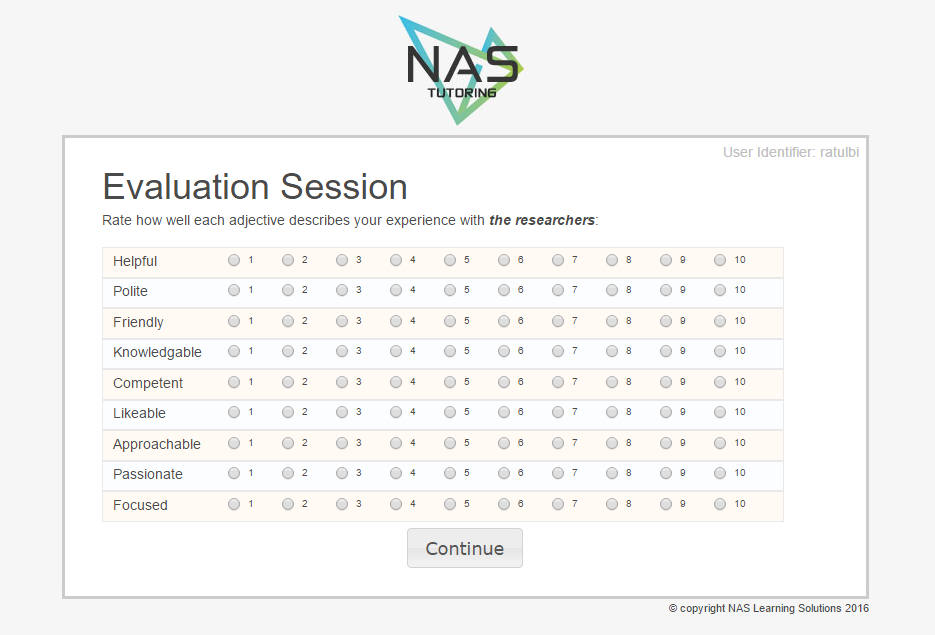 NAS
TUTORING
User Identifier: ratulbi
Evaluation Session
Rate how well each adjective describes your experience with the researchers:
Helpful 1 2 3 4 5 6 7 8 9 10
Polite 1 2 3 4 5 6 7 8 9 10
Friendly 1 2 3 4 5 6 7 8 9 10
Knowledgable 1 2 3 4 5 6 7 8 9 10
Competent 1 2 3 4 5 6 7 8 9 10
Likeable 1 2 3 4 5 6 7 8 9 10
Approachable 1 2 3 4 5 6 7 8 9 10
Passionate 1 2 3 4 5 6 7 8 9 10
Focused 1 2 3 4 5 6 7 8 9 10
Continue
© copyright NAS Learning Solutions 2016